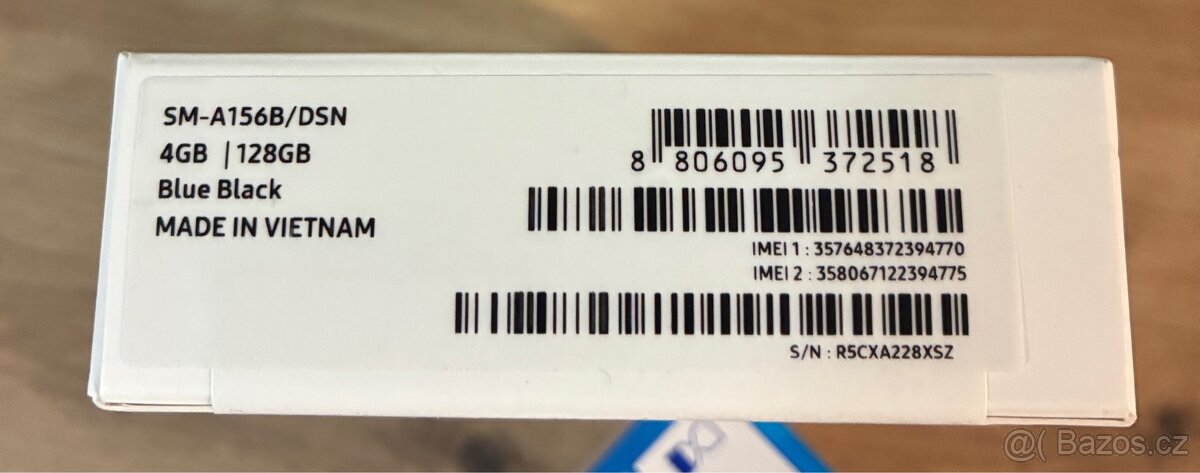 SM-A156B/DSN
4GB | 128GB
Blue Black
MADE IN VIETNAM
8 806095 372518
IMEI 1 : 357648372394770
IMEI 2 : 358067122394775
S/N : R5CXA228XSZ
@( Bazos.cz